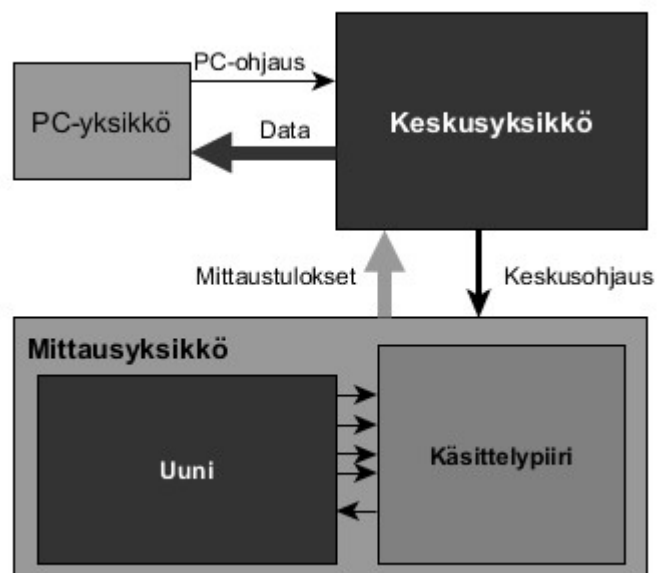 PC-ohjaus
PC-yksikkö
Data
Keskusyksikkö
Mittaustulokset
Keskusohjaus
Mittausyksikkö
Uuni
Käsittelypiiri